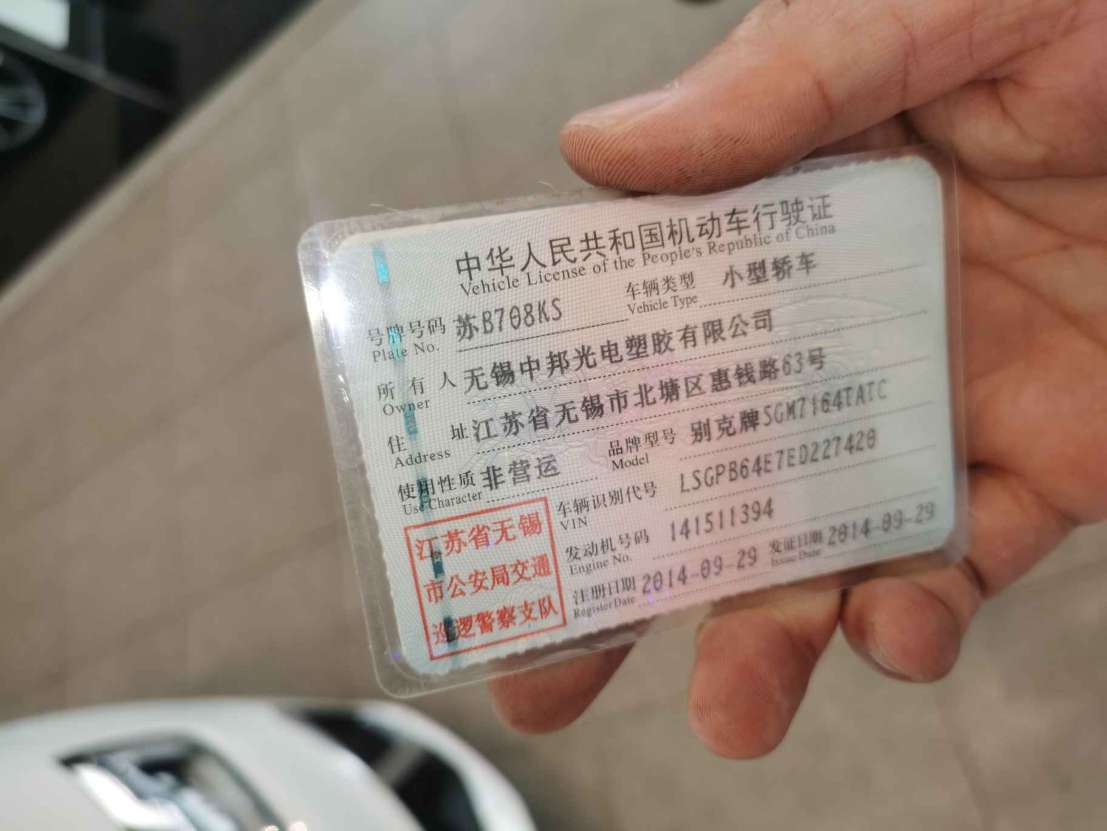 中华人民共和国机动车行驶证
Vehicle License of the People's Republic of China
号牌号码 苏B708KS 车辆类型 小型轿车
Plate No. Vehicle Type
所有人 无锡中邦光电塑胶有限公司
Owner
住址 江苏省无锡市北塘区惠钱路63号
Address
使用性质 非营运 品牌型号 别克牌SGM7164TATC
Use Character Model
车辆识别代号 LSGPB64E7ED227420
VIN
发动机号码 141511394
Engine No.
注册日期 2014-09-29 发证日期 2014-09-29
Register Date Issue Date
江苏省无锡
市公安局交通
巡逻警察支队